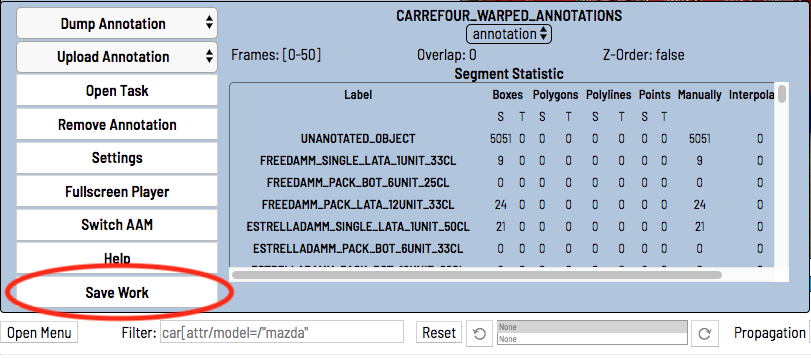 Dump Annotation
Upload Annotation
Open Task
Remove Annotation
Settings
Fullscreen Player
Switch AAM
Help
Save Work
CARREFOUR_WARPED_ANNOTATIONS
annotation
Frames: [0-50] Overlap: 0 Z-Order: false
Segment Statistic
Label Boxes Polygons Polylines Points Manually Interpola
S T S T S T S T
UNANOTATED_OBJECT 5051 0 0 0 0 0 0 0 5051 0
FREEDAMM_SINGLE_LATA_1UNIT_33CL 9 0 0 0 0 0 0 0 9 0
FREEDAMM_PACK_BOT_6UNIT_25CL 0 0 0 0 0 0 0 0 0 0
FREEDAMM_PACK_LATA_12UNIT_33CL 24 0 0 0 0 0 0 0 24 0
ESTRELLADAMM_SINGLE_LATA_1UNIT_50CL 21 0 0 0 0 0 0 0 21 0
ESTRELLADAMM_PACK_BOT_6UNIT_33CL 0 0 0 0 0 0 0 0 0 0
Open Menu Filter: car[attr/model=/"mazda" Reset None Propagation
None